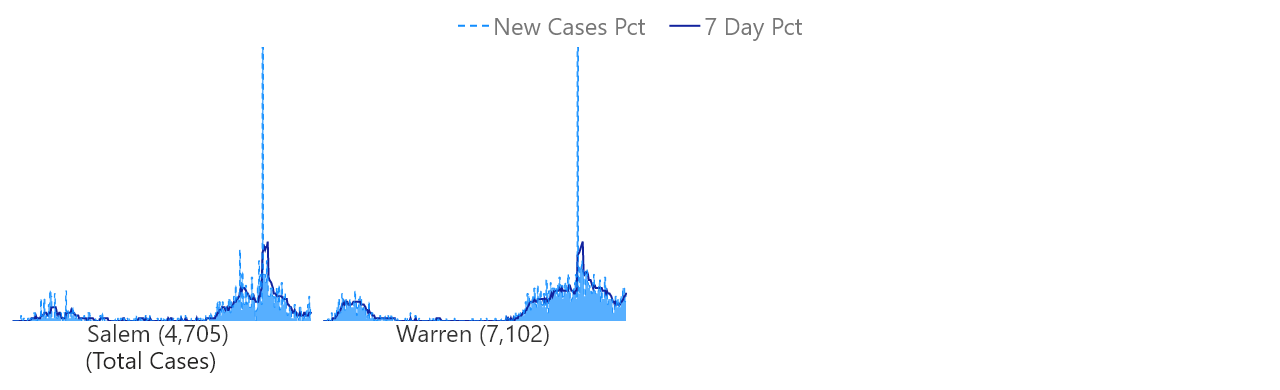 New Cases Pct 7 Day Pct
Salem (4,705) Warren (7,102)
(Total Cases)